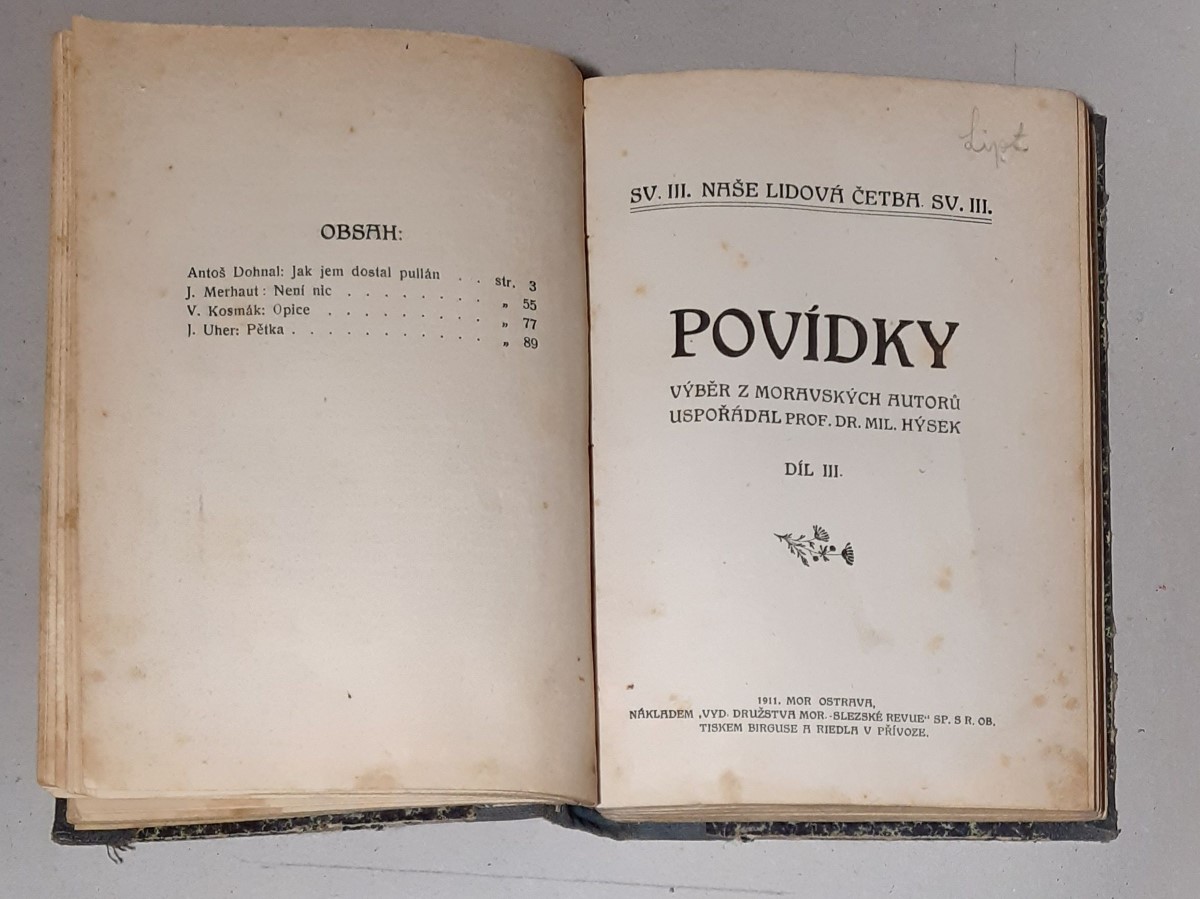 OBSAH:
Antoš Dohnal: Jak jem dostal pullán . . str. 3
J. Merhaut: Není nic . . . . . . . . „ 55
V. Kosmák: Opice . . . . . . . . . „ 77
J. Uher: Pětka . . . . . . . . . . . „ 89
Lipt
SV. III. NAŠE LIDOVÁ ČETBA. SV. III.
POVÍDKY
VÝBĚR Z MORAVSKÝCH AUTORŮ
USPOŘÁDAL PROF. DR. MIL. HÝSEK
DÍL III.
1911. MOR OSTRAVA,
NÁKLADEM „VYD. DRUŽSTVA MOR.-SLEZSKÉ REVUE“ SP. S R. OB.
TISKEM BIRGUSE A RIEDLA V PŘÍVOZE.